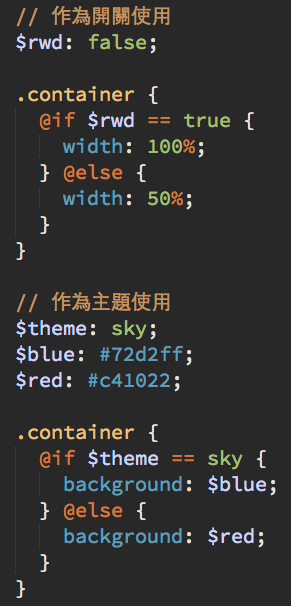 // 作為開關使用
$rwd: false;
.container {
@if $rwd == true {
width: 100%;
} @else {
width: 50%;
}
}
// 作為主題使用
$theme: sky;
$blue: #72d2ff;
$red: #c41022;
.container {
@if $theme == sky {
background: $blue;
} @else {
background: $red;
}
}